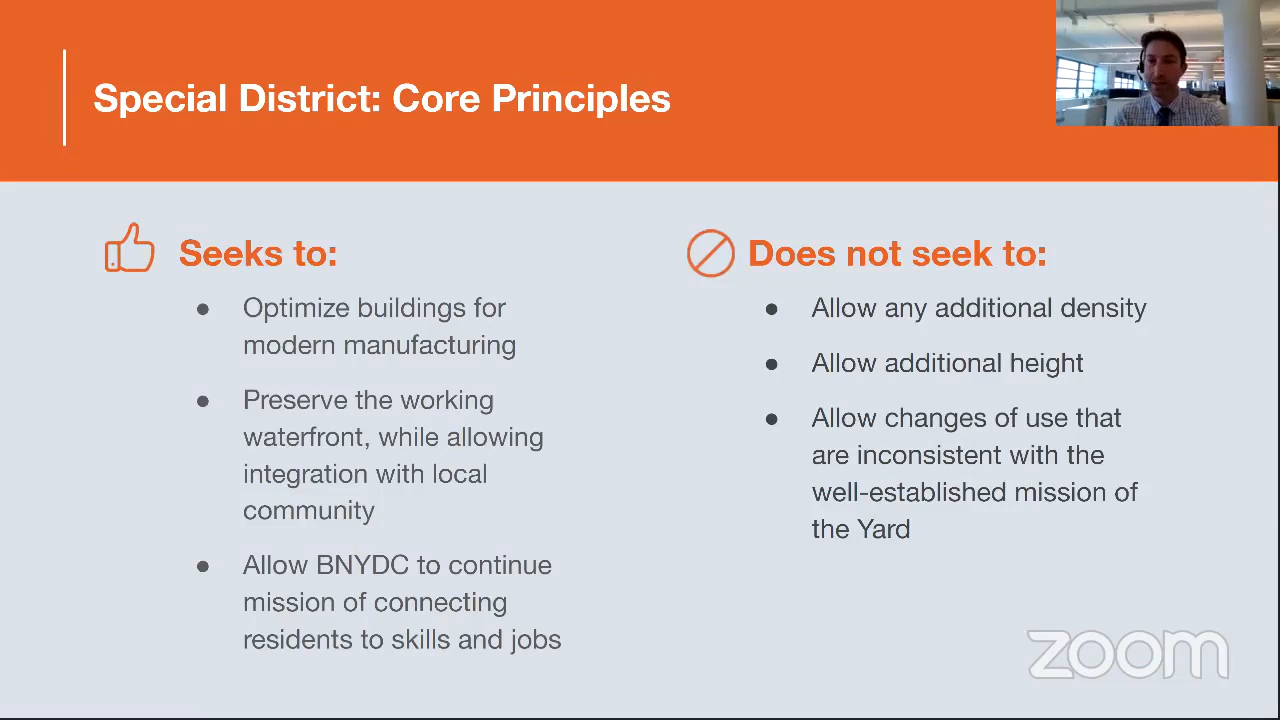 Special District: Core Principles
Seeks to:
● Optimize buildings for
modern manufacturing
● Preserve the working
waterfront, while allowing
integration with local
community
● Allow BNYDC to continue
mission of connecting
residents to skills and jobs
Does not seek to:
● Allow any additional density
● Allow additional height
● Allow changes of use that
are inconsistent with the
well-established mission of
the Yard
zoom